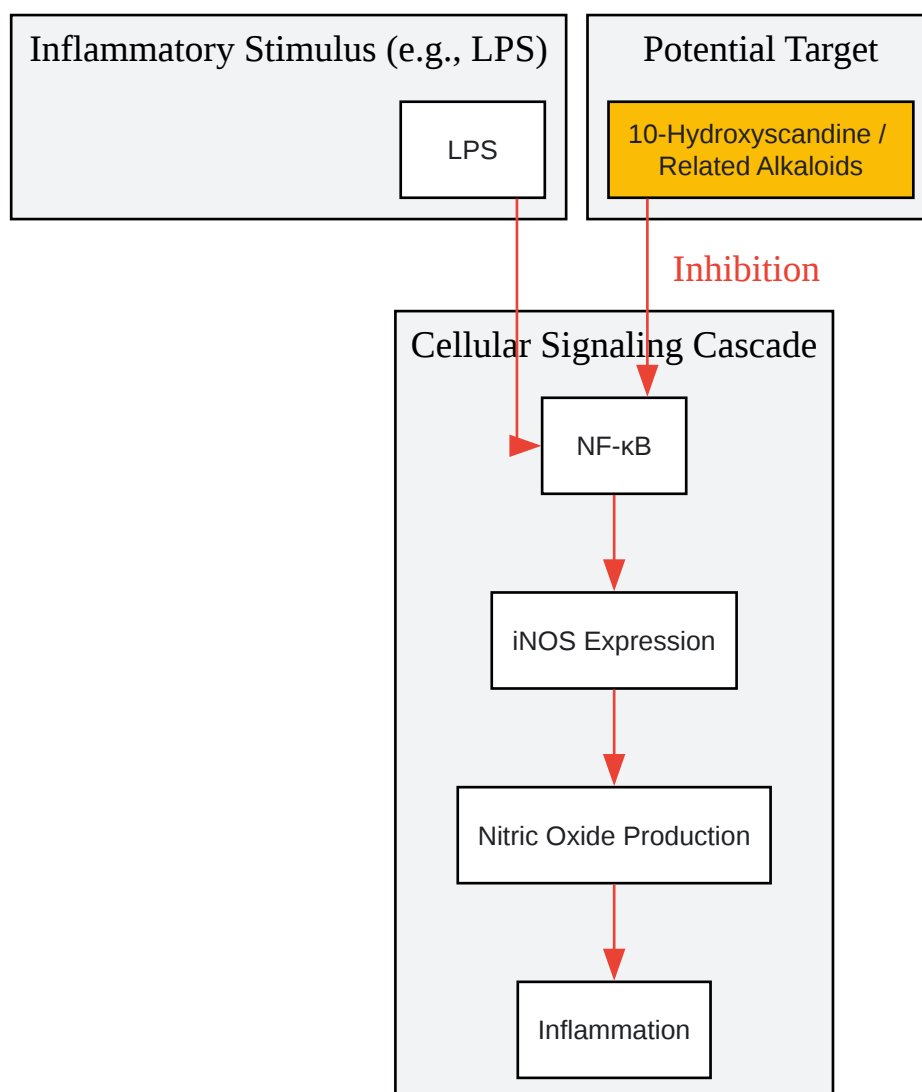 Inflammatory Stimulus (e.g., LPS)
LPS
Potential Target
10-Hydroxyscandine /
Related Alkaloids
Inhibition
Cellular Signaling Cascade
NF-κB
iNOS Expression
Nitric Oxide Production
Inflammation